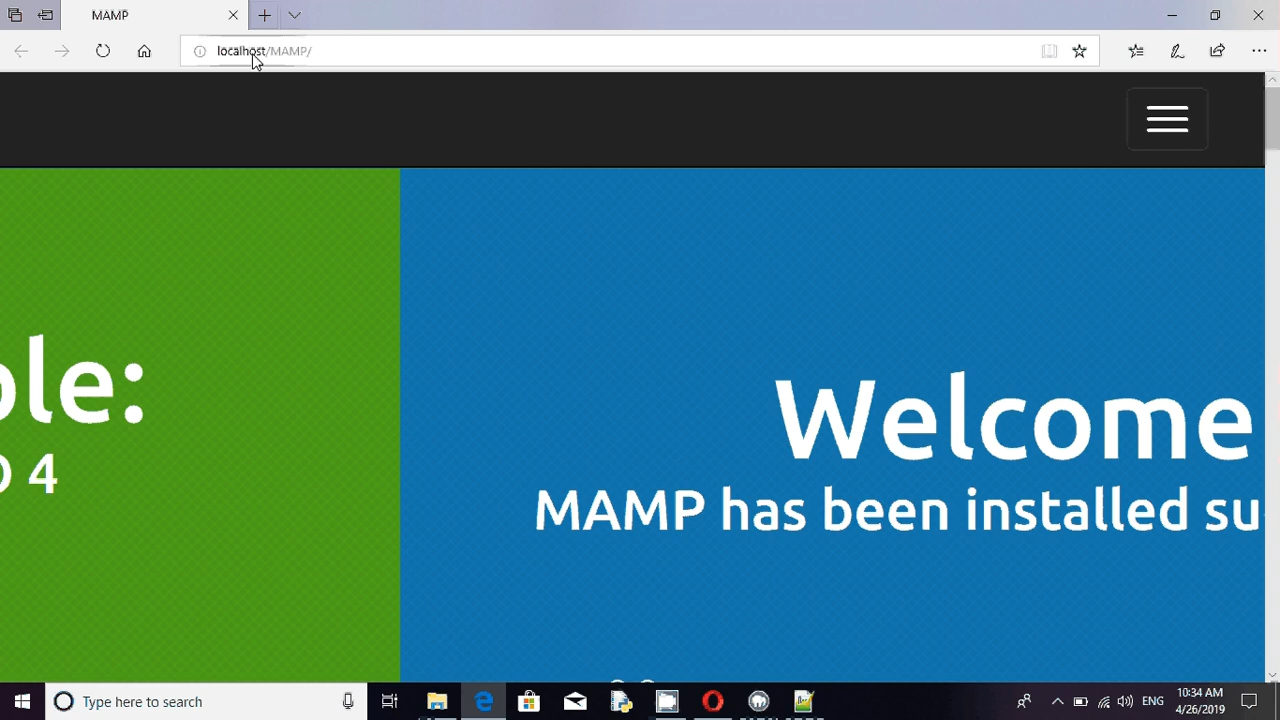 MAMP
localhost/MAMP/
ole:
4
Welcome
MAMP has been installed su
Type here to search
ENG
10:34 AM
4/26/2019